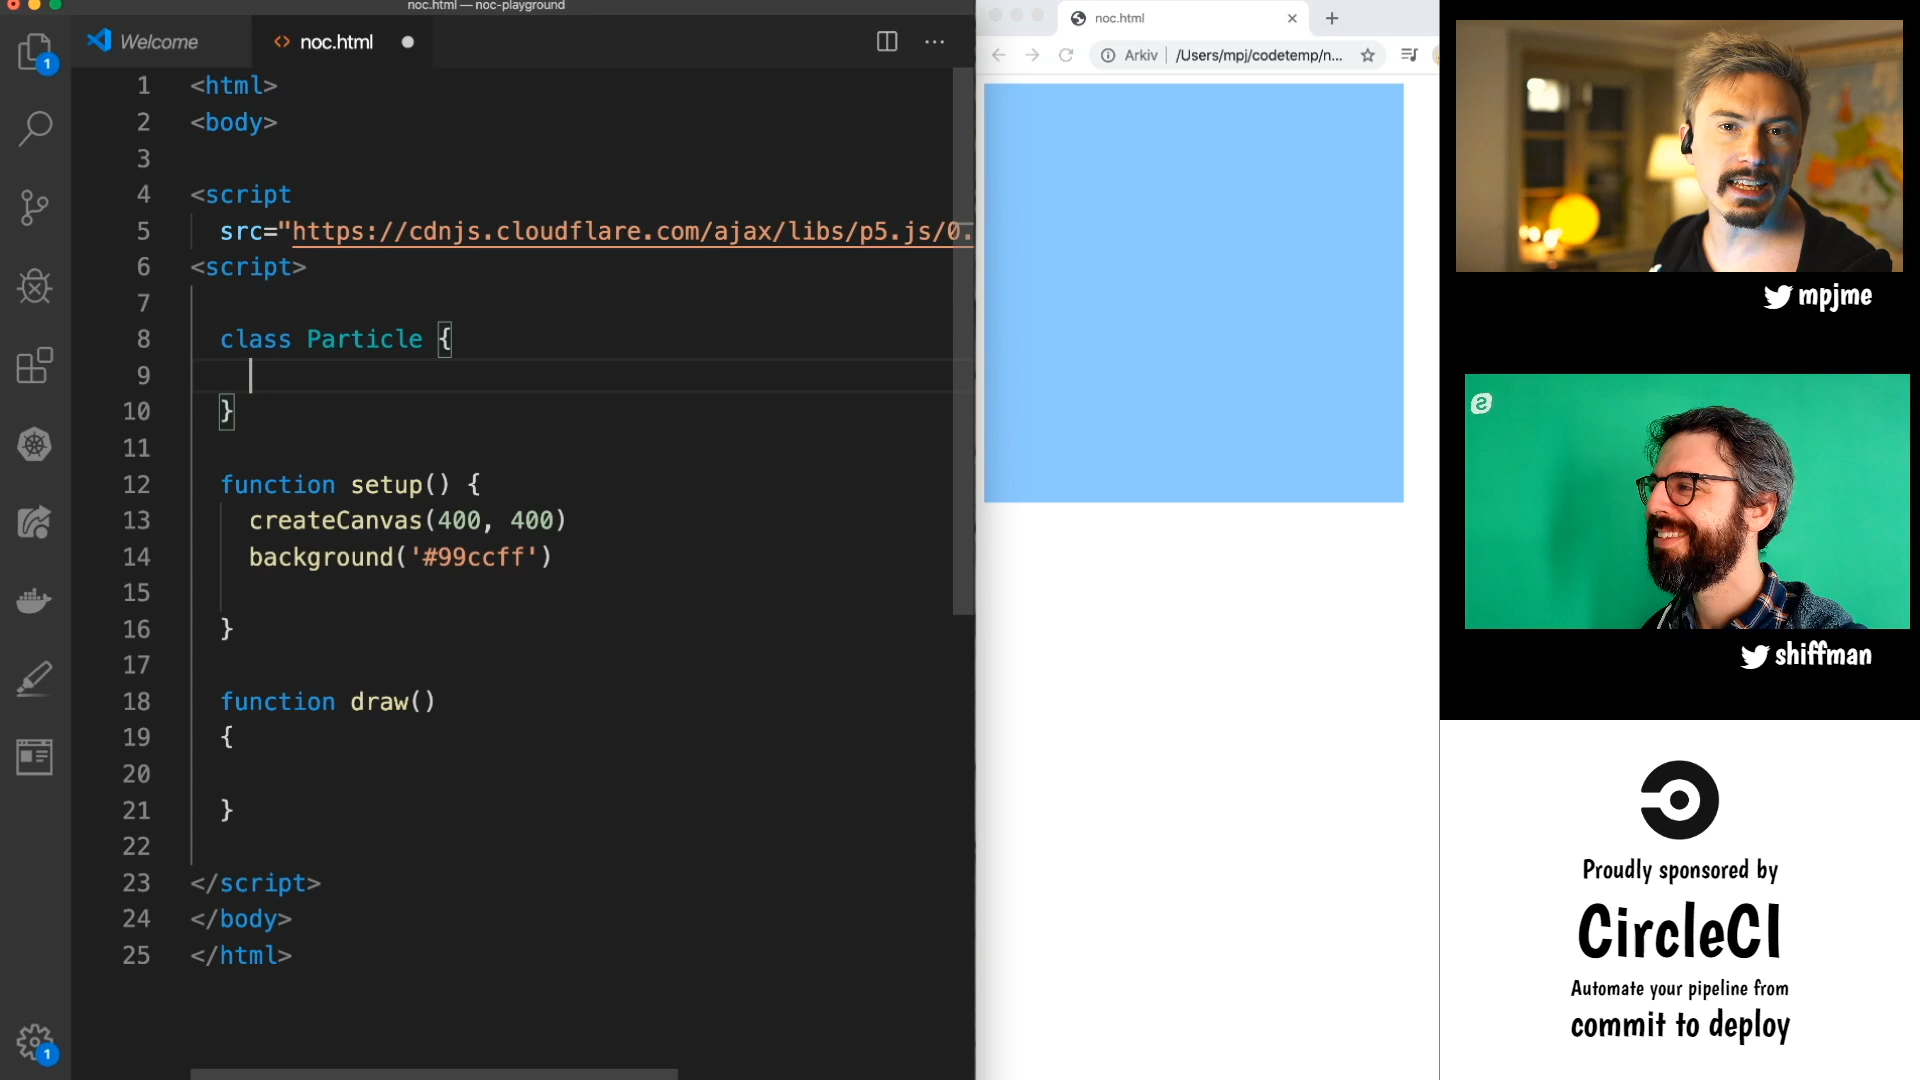 noc.html — noc-playground
Welcome
noc.html
1 <html>
2 <body>
3
4 <script
5 src="https://cdnjs.cloudflare.com/ajax/libs/p5.js/0.
6 <script>
7
8 class Particle {
9
10 }
11
12 function setup() {
13 createCanvas(400, 400)
14 background('#99ccff')
15
16 }
17
18 function draw()
19 {
20
21 }
22
23 </script>
24 </body>
25 </html>
1
1
noc.html
Arkiv | /Users/mpj/codetemp/n...
mpjme
shiffman
Proudly sponsored by
CircleCI
Automate your pipeline from
commit to deploy